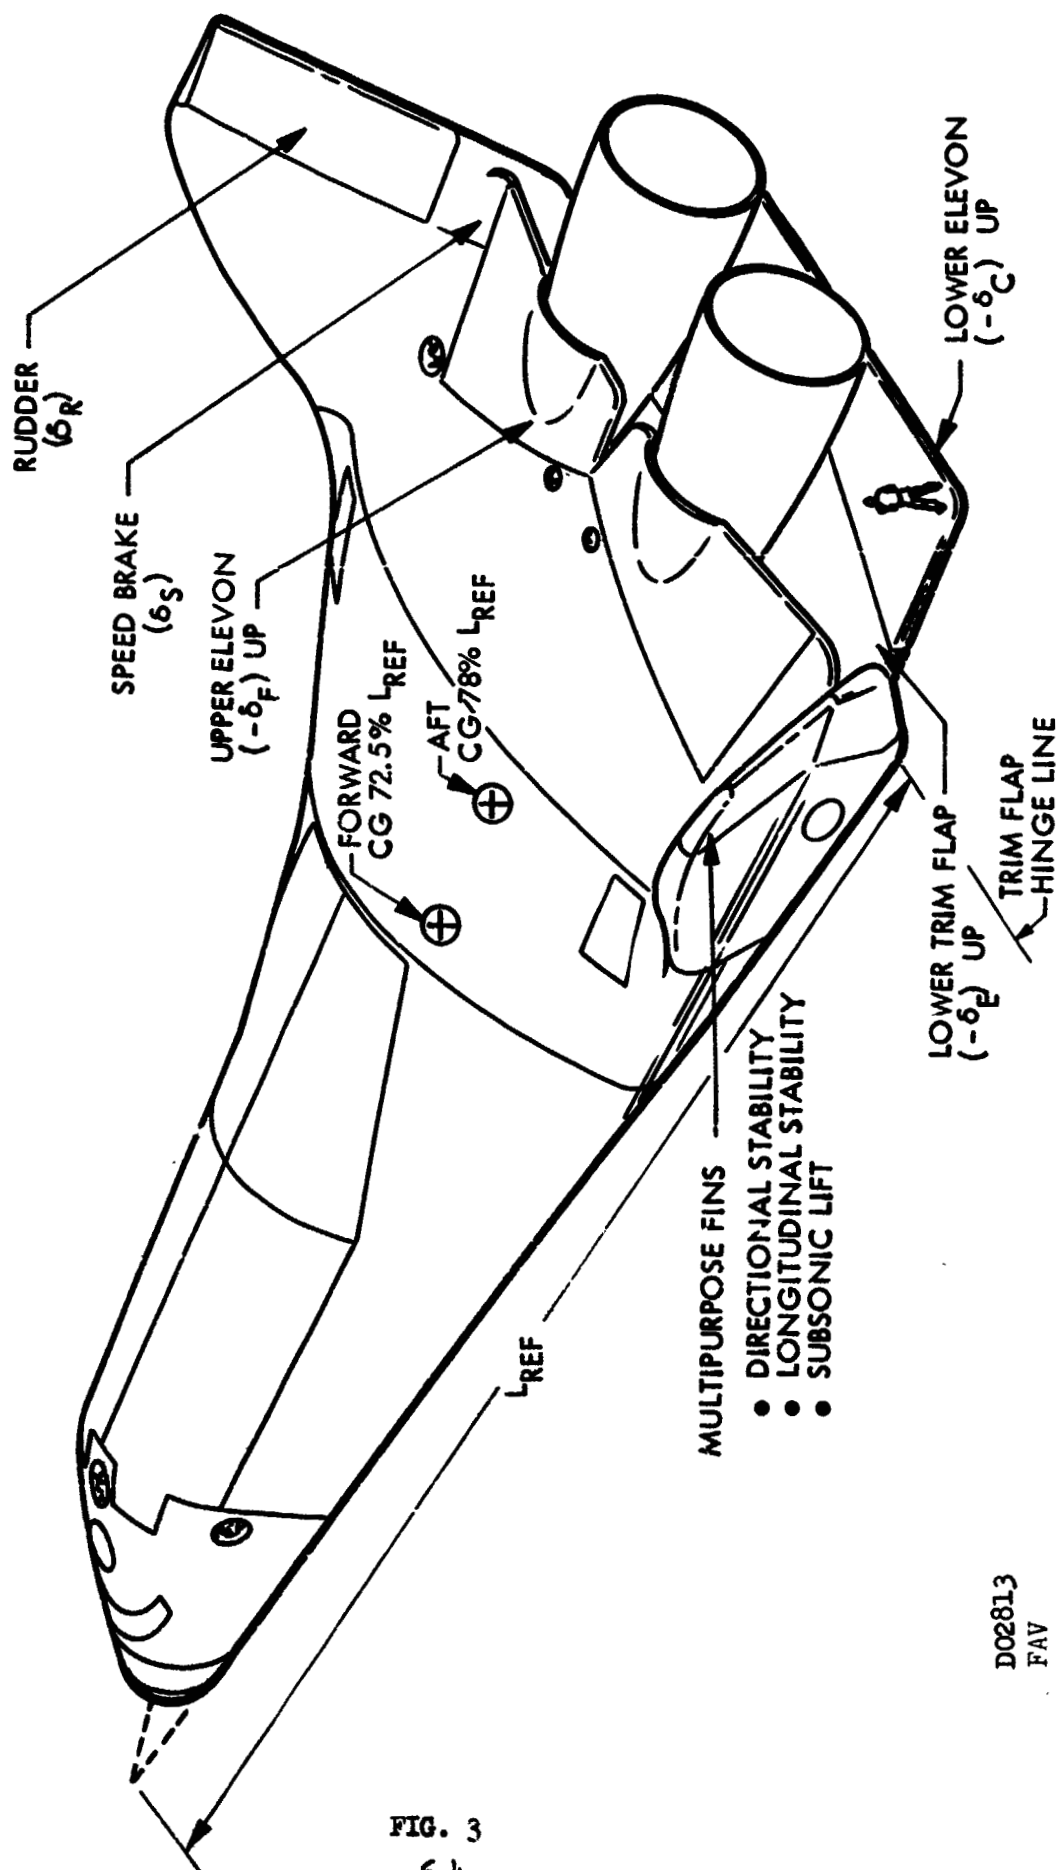 RUDDER
(δR)
SPEED BRAKE
(δS)
UPPER ELEVON
(-δF) UP
FORWARD
CG 72.5% LREF
AFT
CG 78% LREF
LOWER ELEVON
(-δC) UP
LOWER TRIM FLAP
(-δE) UP
TRIM FLAP
HINGE LINE
MULTIPURPOSE FINS
• DIRECTIONAL STABILITY
• LONGITUDINAL STABILITY
• SUBSONIC LIFT
LREF
D02813
FAV
FIG. 3